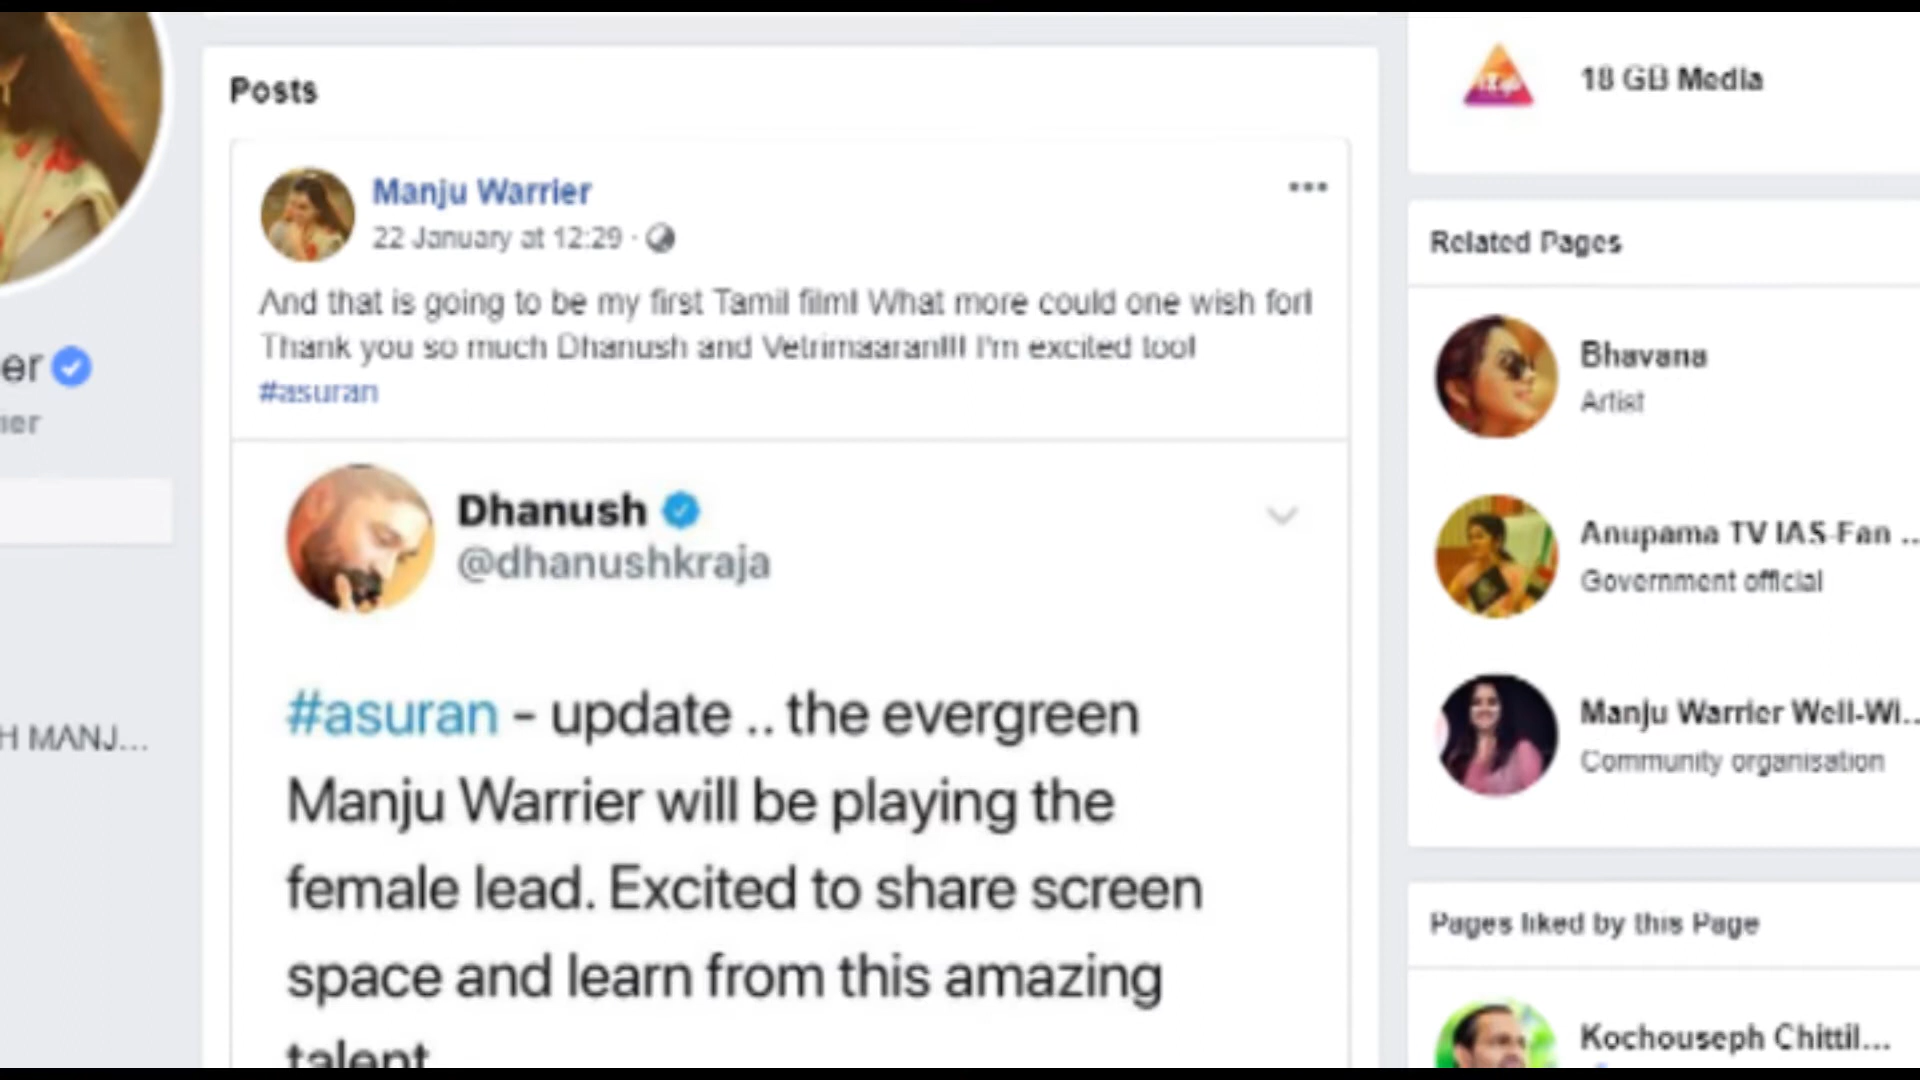 Posts
Manju Warrier
22 January at 12:29 ·
And that is going to be my first Tamil film! What more could one wish for!
Thank you so much Dhanush and Vetrimaaran!!! I'm excited too!
#asuran
Dhanush
@dhanushkraja
#asuran - update .. the evergreen
Manju Warrier will be playing the
female lead. Excited to share screen
space and learn from this amazing
talent
er
ier
H MANJ...
18 GB Media
Related Pages
Bhavana
Artist
Anupama TV IAS-Fan ...
Government official
Manju Warrier Well-Wi...
Community organisation
Pages liked by this Page
Kochouseph Chittil...